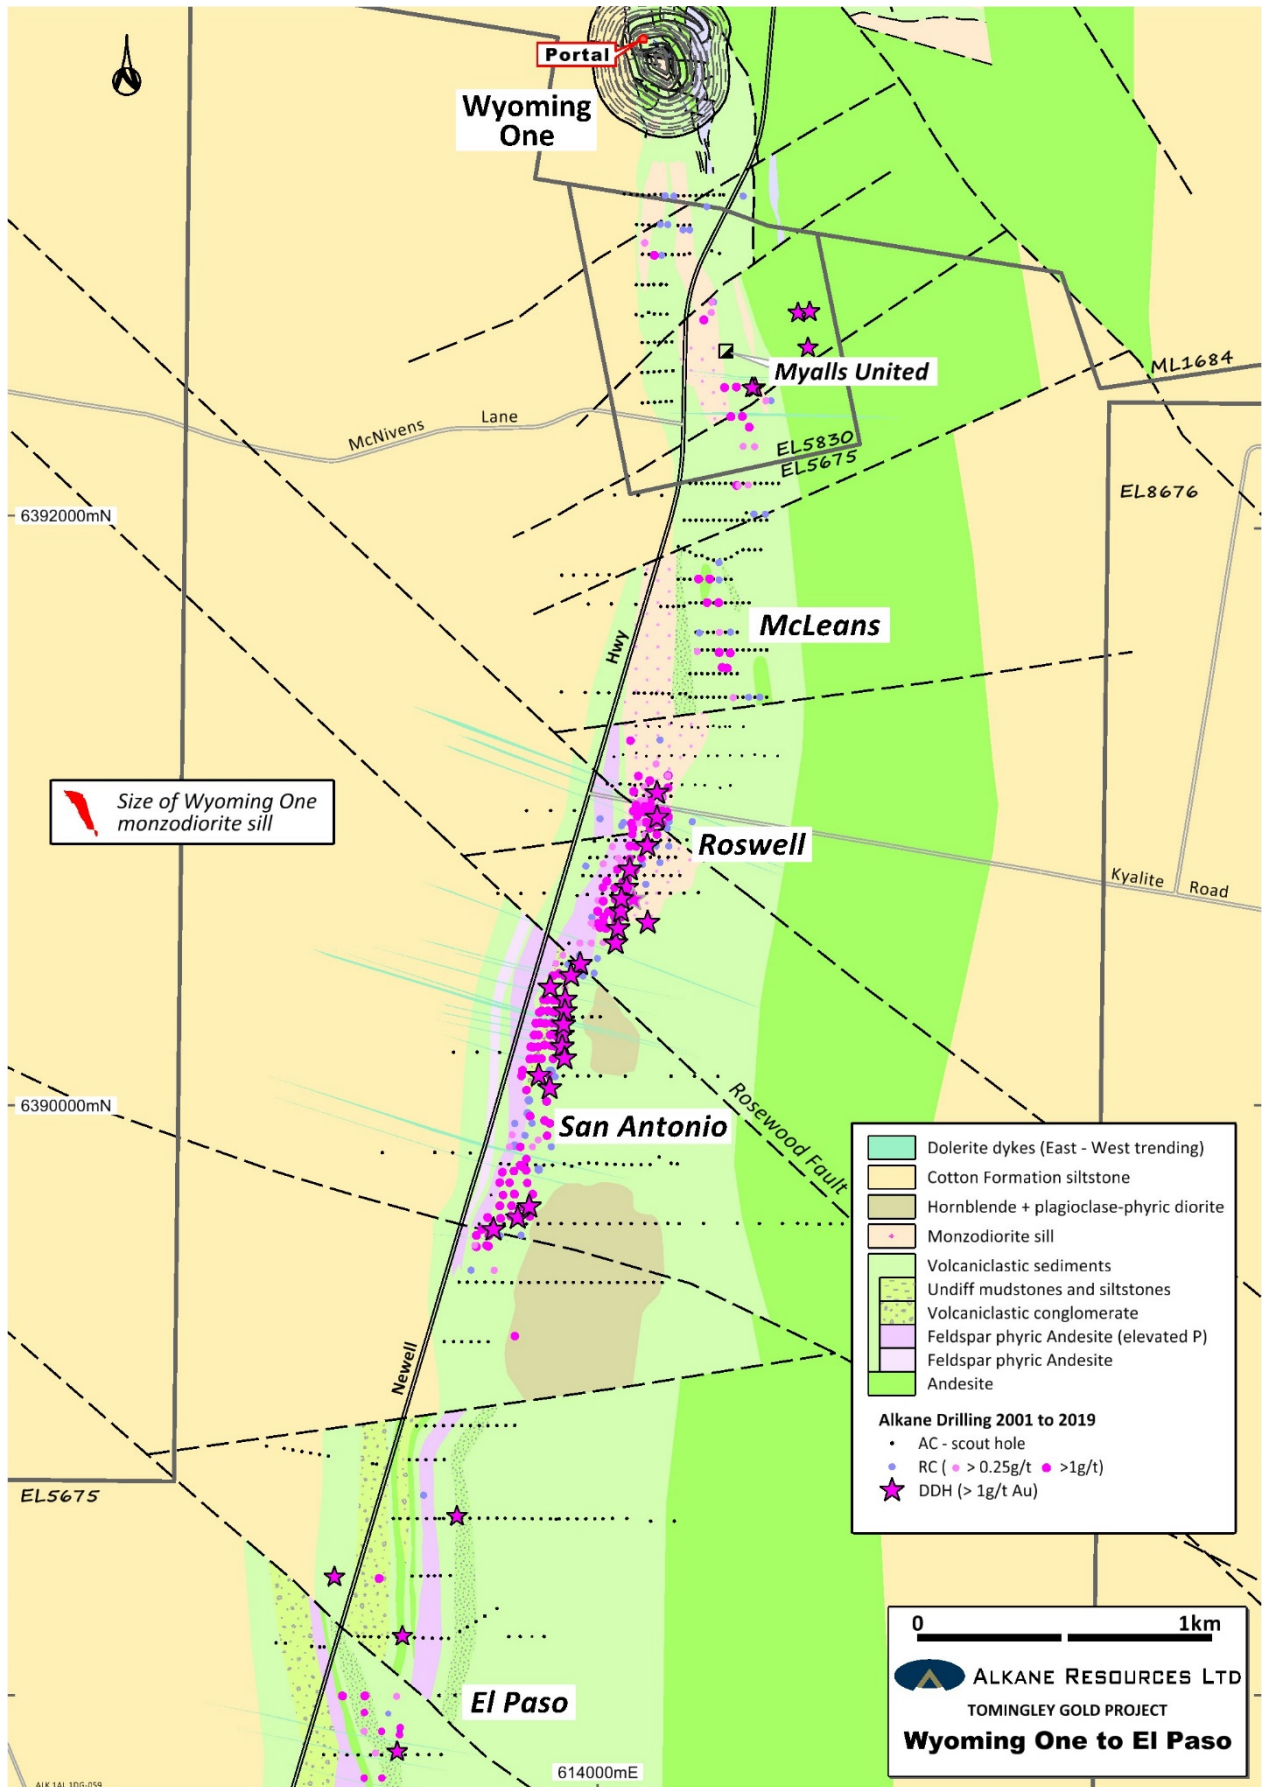 Portal
Wyoming
One
Myalls United
ML1684
McNivens
Lane
EL5830
EL5675
EL8676
6392000mN
McLeans
Hwy
Size of Wyoming One
monzodiorite sill
Roswell
Kyalite
Road
6390000mN
San Antonio
Rosewood Fault
Dolerite dykes (East - West trending)
Cotton Formation siltstone
Hornblende + plagioclase-phyric diorite
Monzodiorite sill
Volcaniclastic sediments
Undiff mudstones and siltstones
Volcaniclastic conglomerate
Feldspar phyric Andesite (elevated P)
Feldspar phyric Andesite
Andesite
Alkane Drilling 2001 to 2019
AC - scout hole
RC ( > 0.25g/t >1g/t)
DDH (> 1g/t Au)
Newell
EL5675
0 1km
ALKANE RESOURCES LTD
TOMINGLEY GOLD PROJECT
Wyoming One to El Paso
El Paso
614000mE